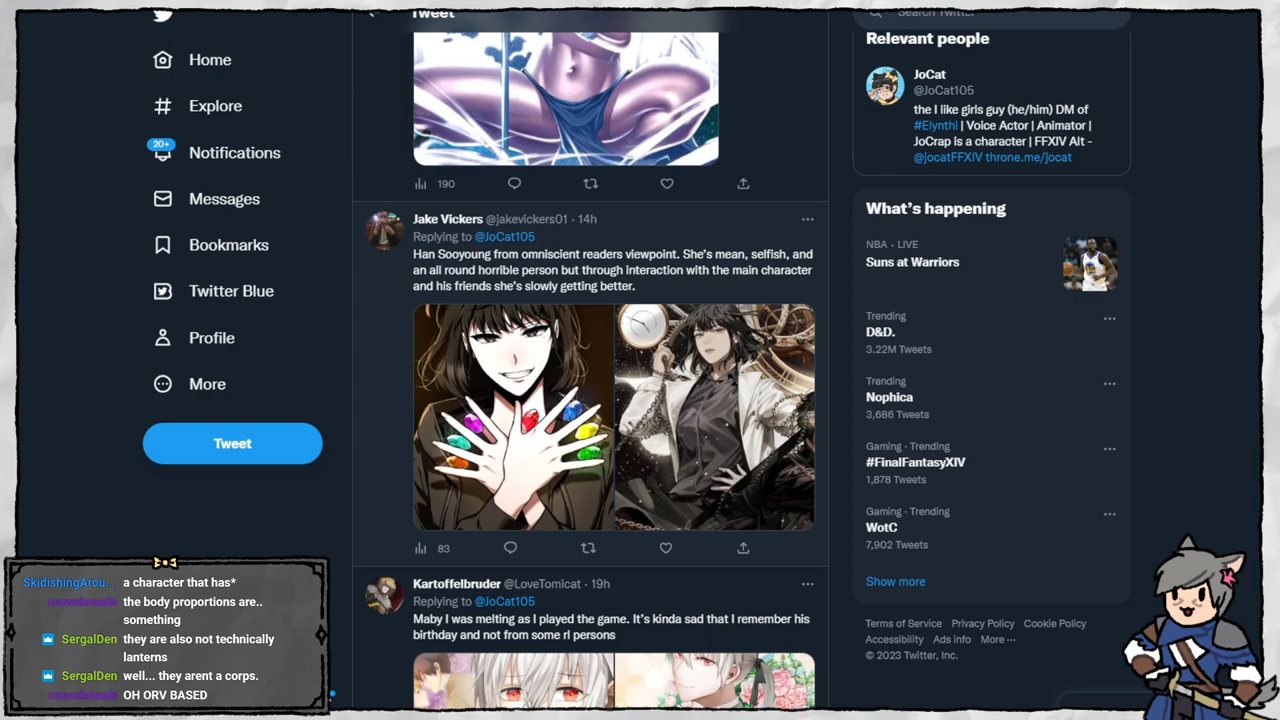 Home
Explore
20+
Notifications
Messages
Bookmarks
Twitter Blue
Profile
More
Tweet
Tweet
190
Jake Vickers @jakevickers01 · 14h
Replying to @JoCat105
Han Sooyoung from omniscient readers viewpoint. She's mean, selfish, and
an all round horrible person but through interaction with the main character
and his friends she's slowly getting better.
83
Kartoffelbruder @LoveTomIcat · 19h
Replying to @JoCat105
Maby I was melting as I played the game. It's kinda sad that I remember his
birthday and not from some rl persons
Search Twitter
Relevant people
JoCat
@JoCat105
the I like girls guy (he/him) DM of
#Elynthi | Voice Actor | Animator |
JoCrap is a character | FFXIV Alt -
@jocatFFXIV throne.me/jocat
What's happening
NBA · LIVE
Suns at Warriors
Trending
D&D.
3.22M Tweets
Trending
Nophica
3,686 Tweets
Gaming · Trending
#FinalFantasyXIV
1,878 Tweets
Gaming · Trending
WotC
7,902 Tweets
Show more
Terms of Service Privacy Policy Cookie Policy
Accessibility Ads info More ···
© 2023 Twitter, Inc.
SkidishingArou... a character that has*
the body proportions are..
something
SergalDen they are also not technically
lanterns
SergalDen well... they arent a corps.
OH ORV BASED